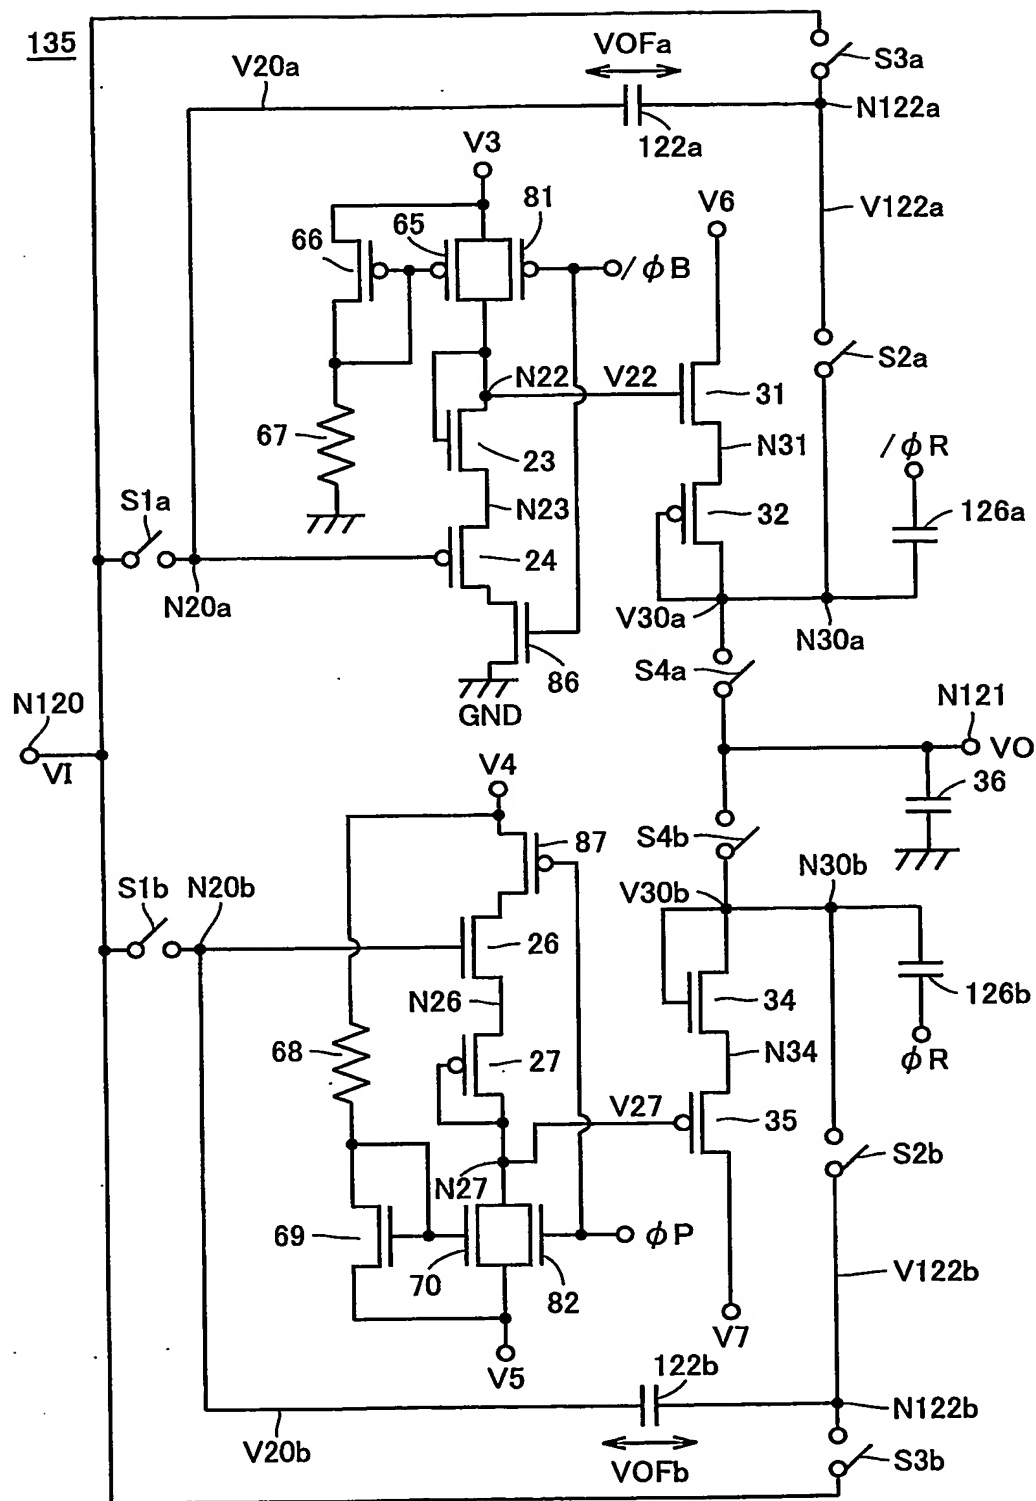 135
VOFa
S3a
V20a
N122a
122a
V3
81
V6
V122a
66
65
/φB
S2a
N22
V22
31
67
23
N31
/φR
S1a
N23
32
126a
24
N20a
V30a
N30a
86
S4a
GND
N120
N121
VI
VO
V4
36
87
S4b
N30b
S1b
N20b
V30b
26
34
126b
N26
68
N34
φR
27
V27
35
S2b
N27
69
φP
70
82
V122b
V7
V5
122b
N122b
V20b
VOFb
S3b